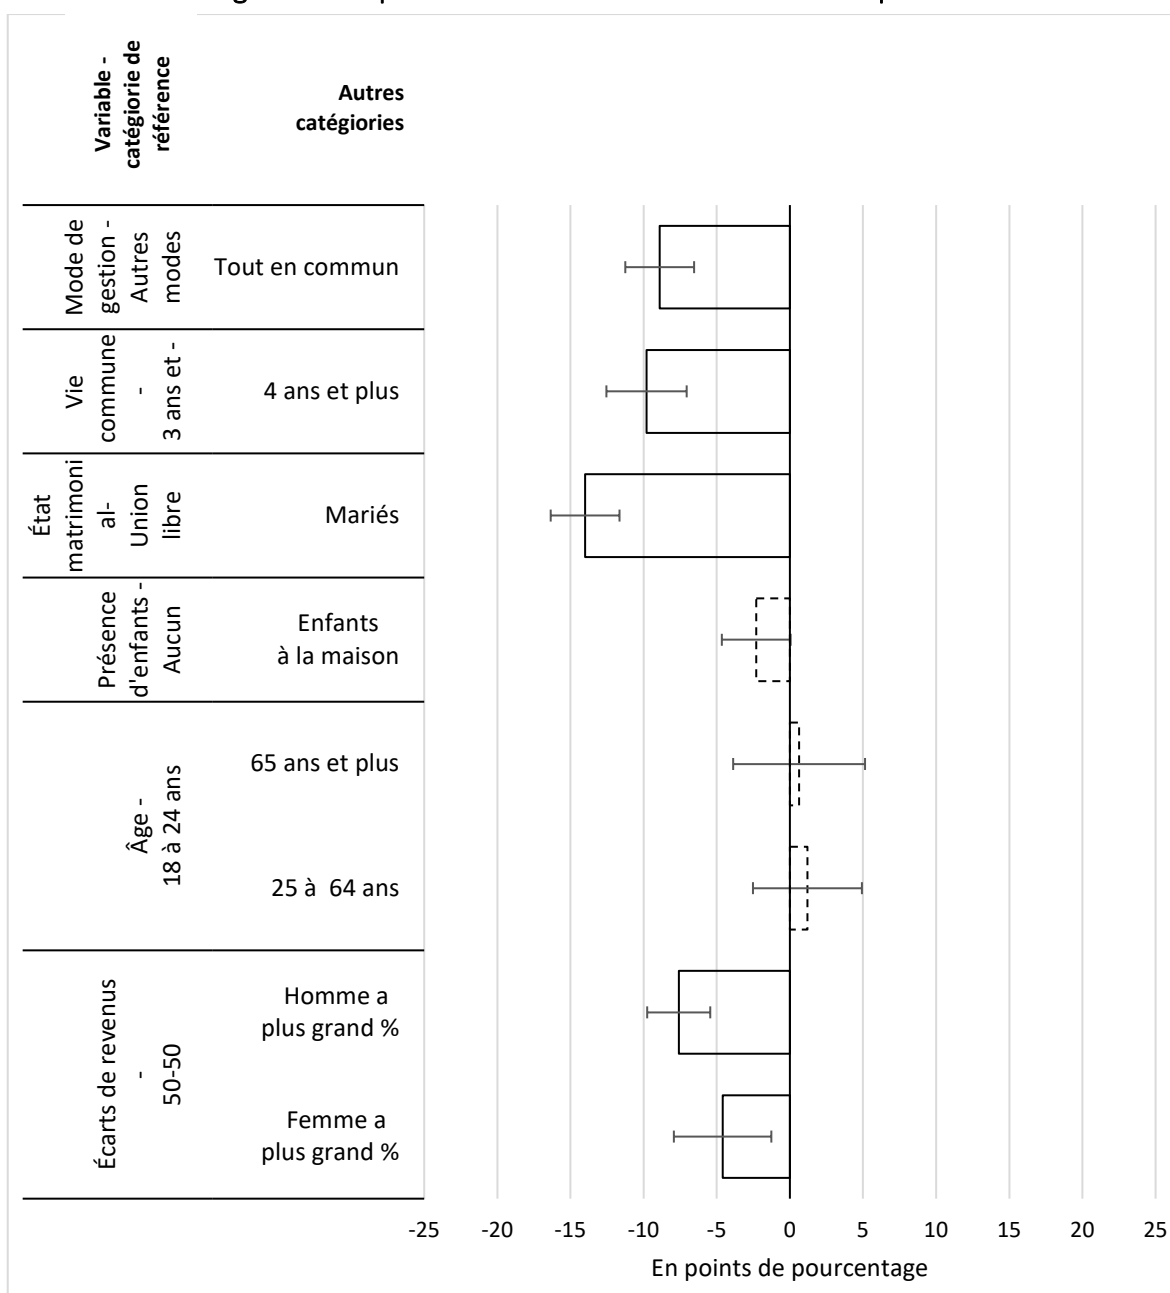 Variable -
catégiorie de
référence
Autres
catégiories
Mode de
gestion -
Autres
modes
Tout en commun
Vie
commune
-
3 ans et -
4 ans et plus
État
matrimoni
al-
Union
libre
Mariés
Présence
d'enfants -
Aucun
Enfants
à la maison
Âge -
18 à 24 ans
65 ans et plus
25 à 64 ans
Écarts de revenus
-
50-50
Homme a
plus grand %
Femme a
plus grand %
-25 -20 -15 -10 -5 0 5 10 15 20 25
En points de pourcentage